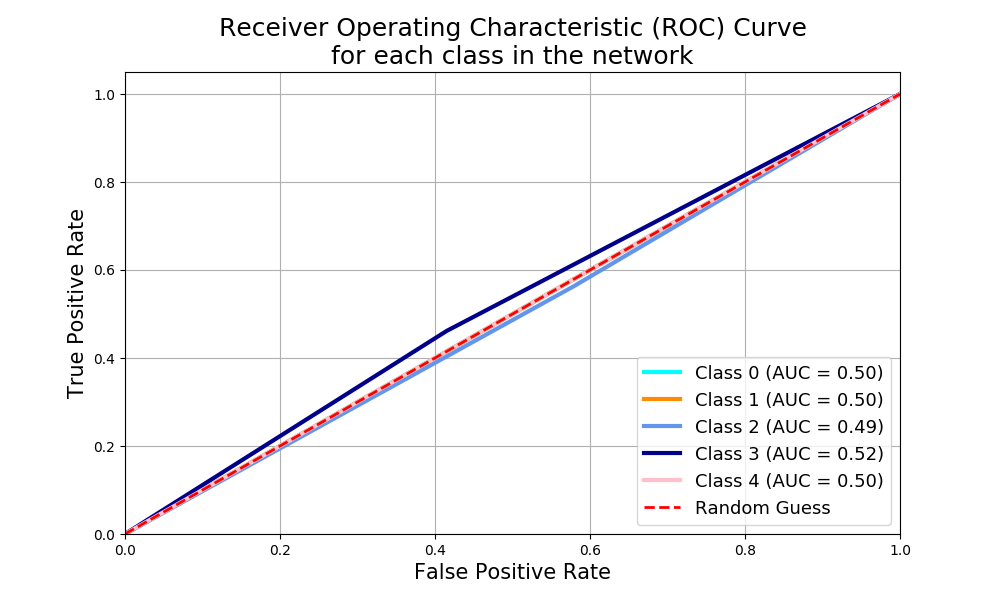 Receiver Operating Characteristic (ROC) Curve
for each class in the network
True Positive Rate
1.0
0.8
0.6
0.4
0.2
0.0
0.0 0.2 0.4 0.6 0.8 1.0
False Positive Rate
Class 0 (AUC = 0.50)
Class 1 (AUC = 0.50)
Class 2 (AUC = 0.49)
Class 3 (AUC = 0.52)
Class 4 (AUC = 0.50)
Random Guess